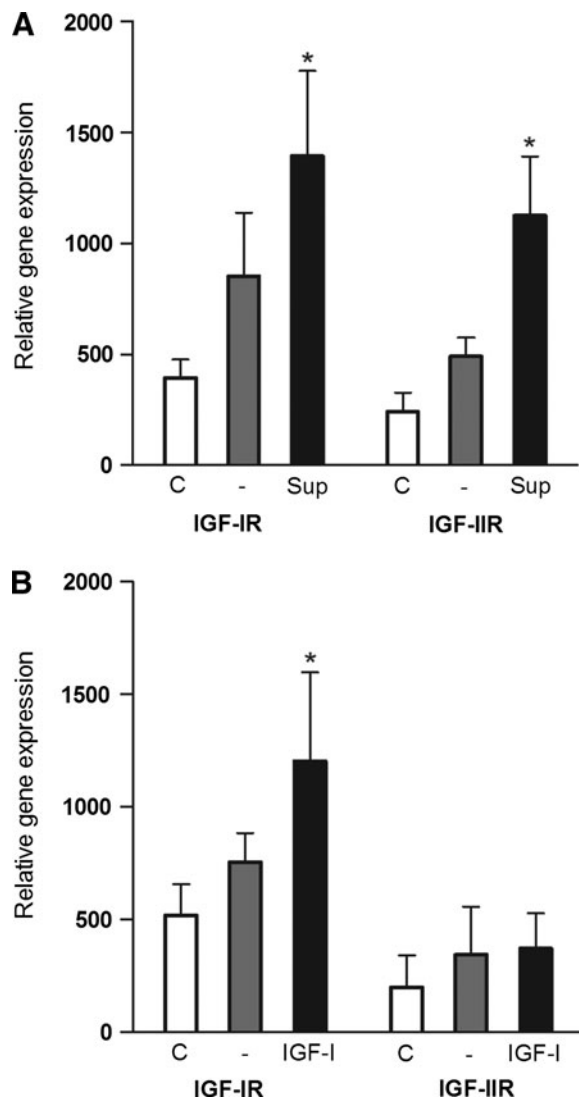 A
Relative gene expression
2000
1500
1000
500
0
* *
C - Sup C - Sup
IGF-IR IGF-IIR
B
Relative gene expression
2000
1500
1000
500
0
*
C - IGF-I C - IGF-I
IGF-IR IGF-IIR